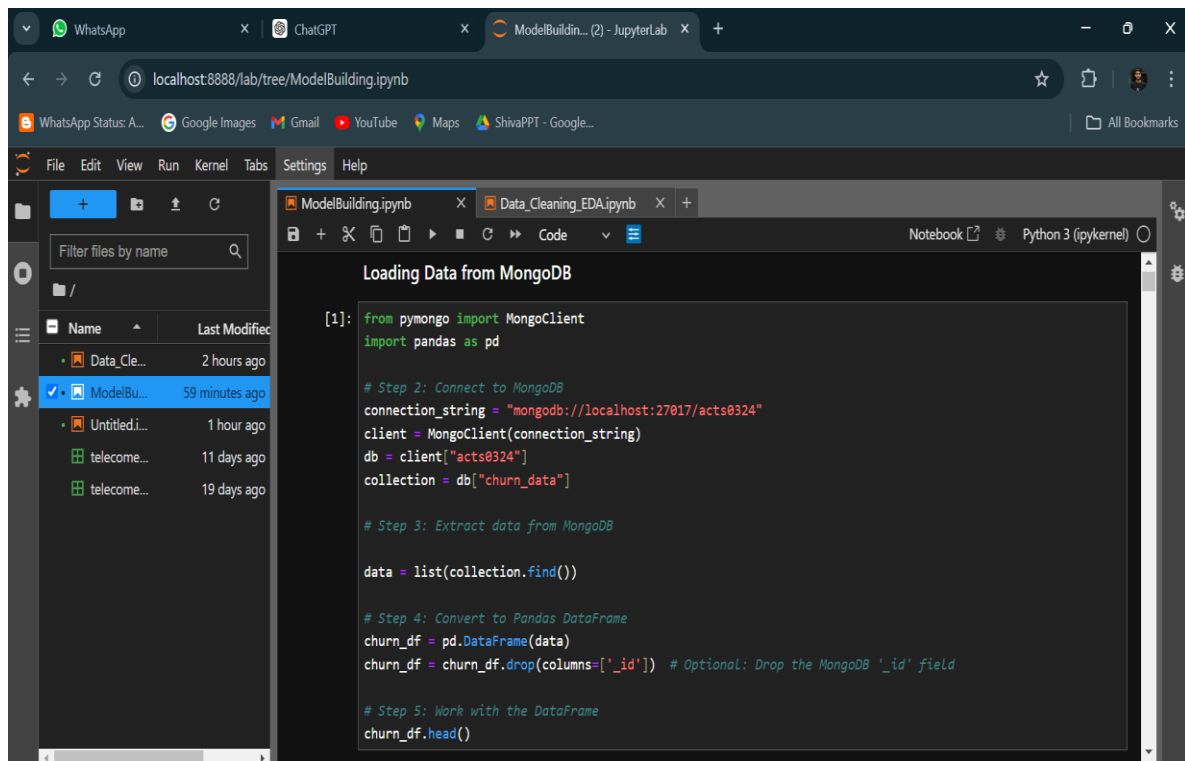 WhatsApp
ChatGPT
ModelBuildin... (2) - JupyterLab
localhost:8888/lab/tree/ModelBuilding.ipynb
WhatsApp Status: A...
Google Images
Gmail
YouTube
Maps
ShivaPPT - Google...
All Bookmarks
File Edit View Run Kernel Tabs Settings Help
Filter files by name
/
Name
Last Modified
Data_Cle... 2 hours ago
ModelBu... 59 minutes ago
Untitled.i... 1 hour ago
telecome... 11 days ago
telecome... 19 days ago
ModelBuilding.ipynb
Data_Cleaning_EDA.ipynb
Code
Notebook
Python 3 (ipykernel)
Loading Data from MongoDB
[1]: from pymongo import MongoClient
import pandas as pd
# Step 2: Connect to MongoDB
connection_string = "mongodb://localhost:27017/acts0324"
client = MongoClient(connection_string)
db = client["acts0324"]
collection = db["churn_data"]
# Step 3: Extract data from MongoDB
data = list(collection.find())
# Step 4: Convert to Pandas DataFrame
churn_df = pd.DataFrame(data)
churn_df = churn_df.drop(columns=['_id']) # Optional: Drop the MongoDB '_id' field
# Step 5: Work with the DataFrame
churn_df.head()